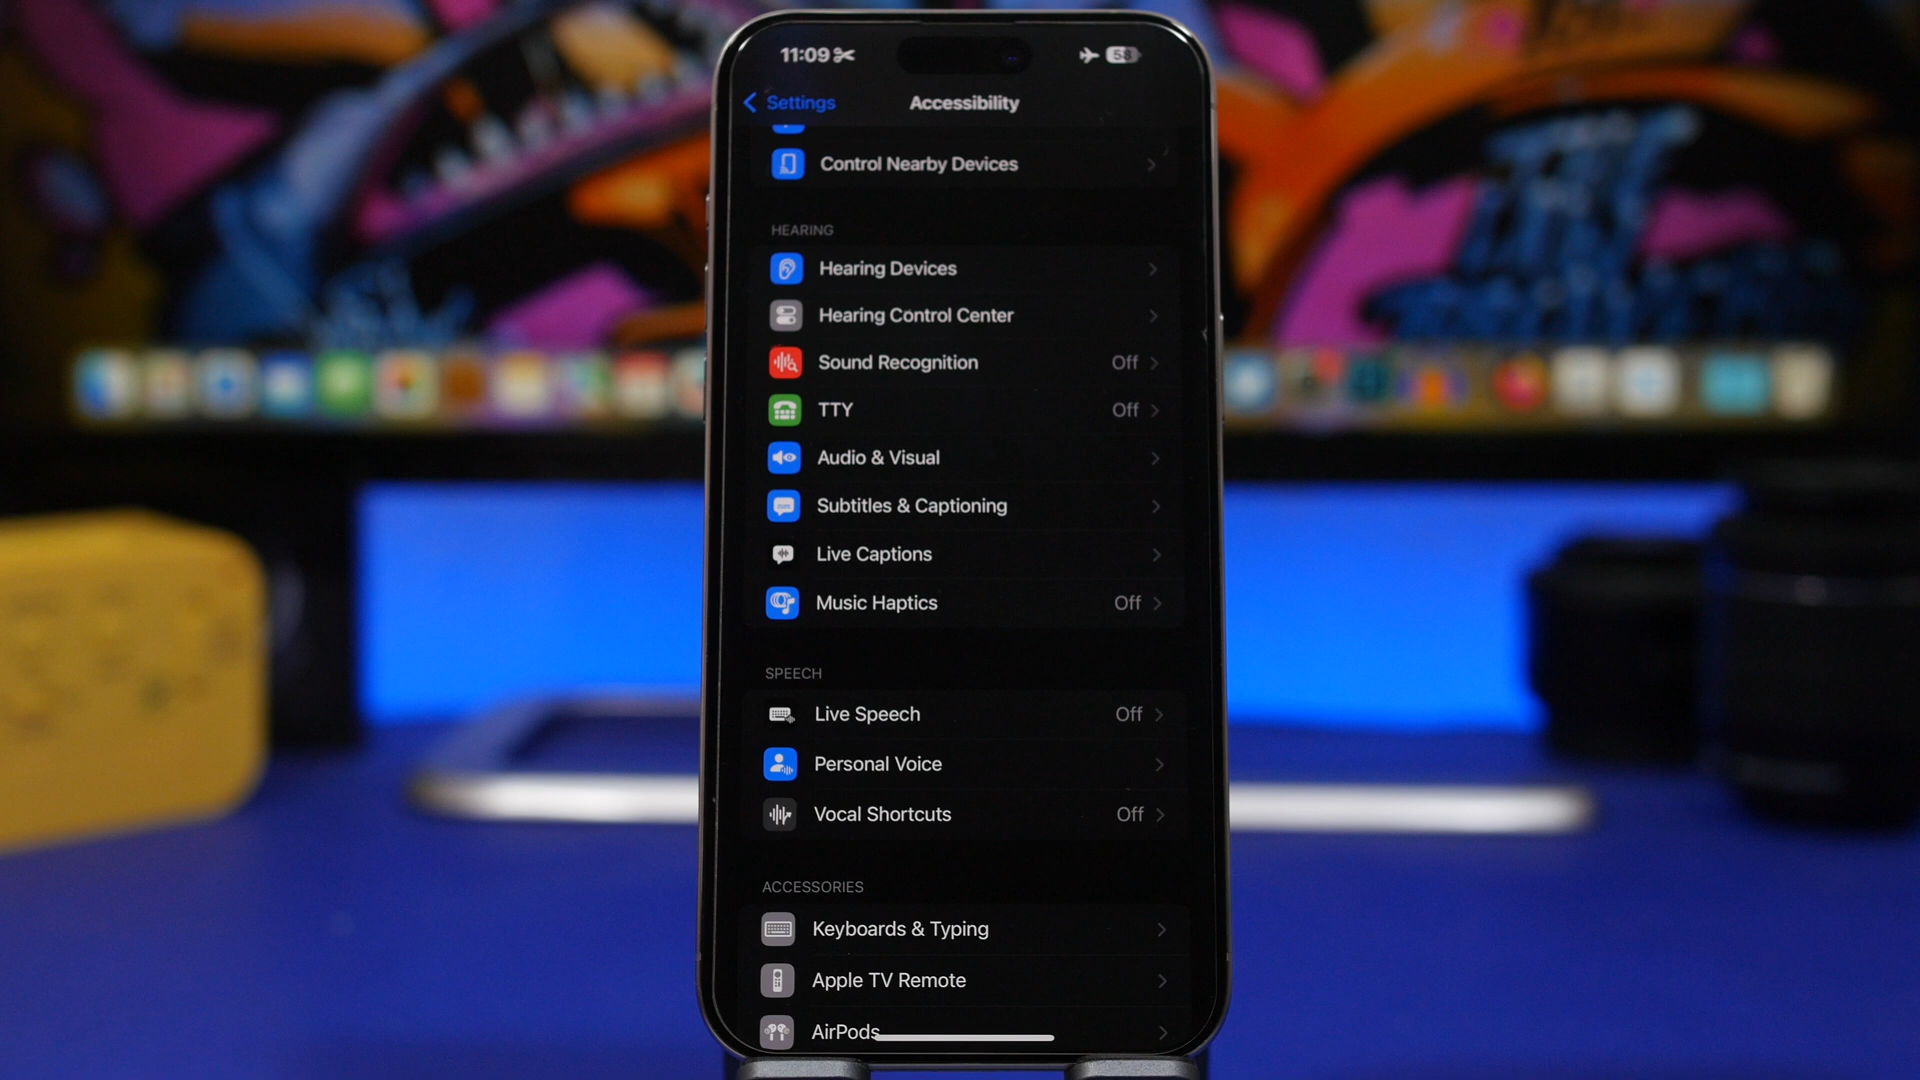 11:09
58
Settings
Accessibility
Control Nearby Devices
HEARING
Hearing Devices
Hearing Control Center
Sound Recognition Off
TTY Off
Audio & Visual
Subtitles & Captioning
Live Captions
Music Haptics Off
SPEECH
Live Speech Off
Personal Voice
Vocal Shortcuts Off
ACCESSORIES
Keyboards & Typing
Apple TV Remote
AirPods